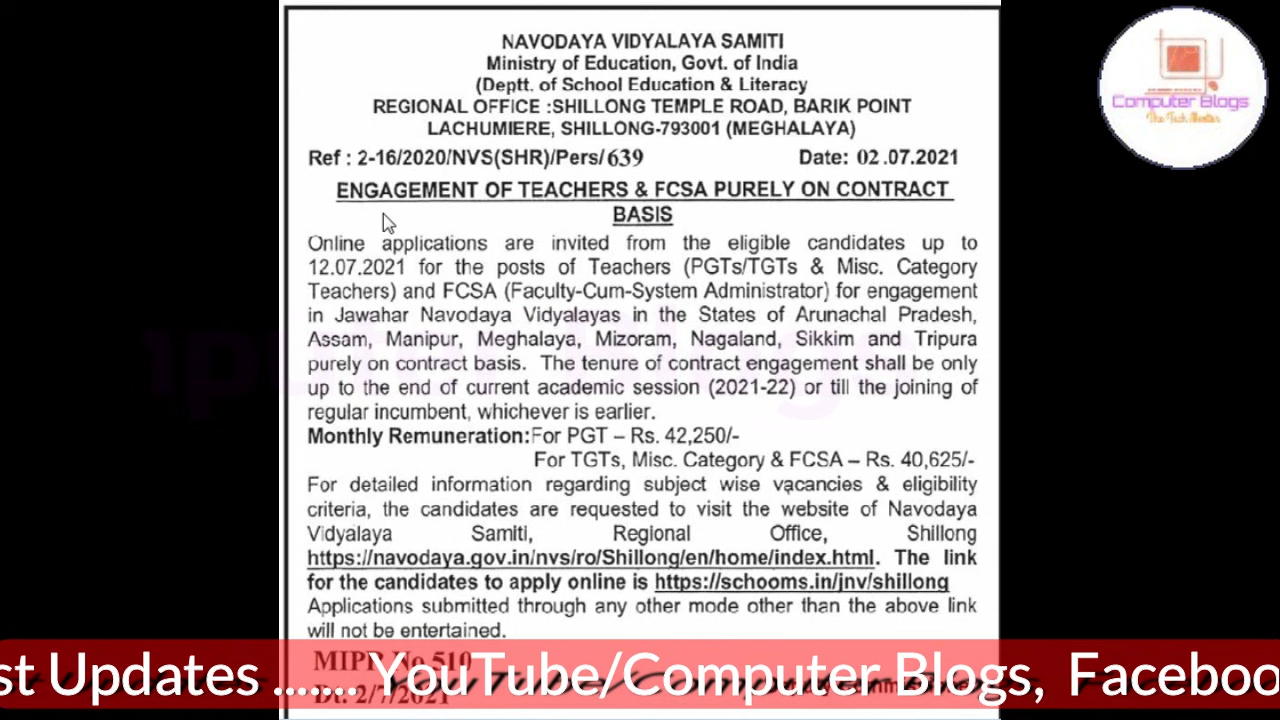 NAVODAYA VIDYALAYA SAMITI
Ministry of Education, Govt. of India
(Deptt. of School Education & Literacy
REGIONAL OFFICE :SHILLONG TEMPLE ROAD, BARIK POINT
LACHUMIERE, SHILLONG-793001 (MEGHALAYA)
Ref : 2-16/2020/NVS(SHR)/Pers/639 Date: 02.07.2021
ENGAGEMENT OF TEACHERS & FCSA PURELY ON CONTRACT
BASIS
Online applications are invited from the eligible candidates up to
12.07.2021 for the posts of Teachers (PGTs/TGTs & Misc. Category
Teachers) and FCSA (Faculty-Cum-System Administrator) for engagement
in Jawahar Navodaya Vidyalayas in the States of Arunachal Pradesh,
Assam, Manipur, Meghalaya, Mizoram, Nagaland, Sikkim and Tripura
purely on contract basis. The tenure of contract engagement shall be only
up to the end of current academic session (2021-22) or till the joining of
regular incumbent, whichever is earlier.
Monthly Remuneration:For PGT – Rs. 42,250/-
For TGTs, Misc. Category & FCSA – Rs. 40,625/-
For detailed information regarding subject wise vacancies & eligibility
criteria, the candidates are requested to visit the website of Navodaya
Vidyalaya Samiti, Regional Office, Shillong
https://navodaya.gov.in/nvs/ro/Shillong/en/home/index.html. The link
for the candidates to apply online is https://schooms.in/jnv/shillong
Applications submitted through any other mode other than the above link
will not be entertained.
MIPR No 510
Dt. 2/7/2021
st Updates ....... YouTube/Computer Blogs, Faceboo
Computer Blogs
The Tech Mentor